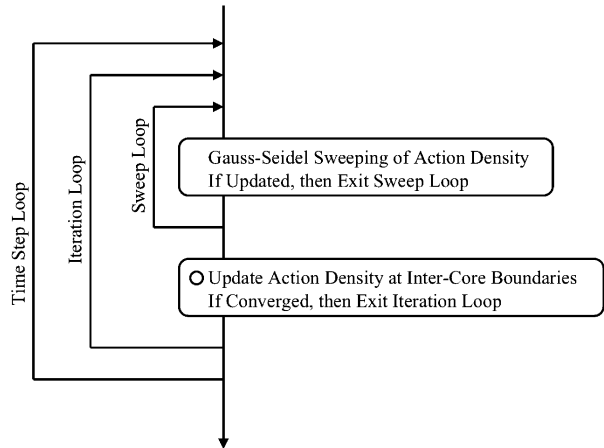 Time Step Loop
Iteration Loop
Sweep Loop
Gauss-Seidel Sweeping of Action Density
If Updated, then Exit Sweep Loop
Update Action Density at Inter-Core Boundaries
If Converged, then Exit Iteration Loop